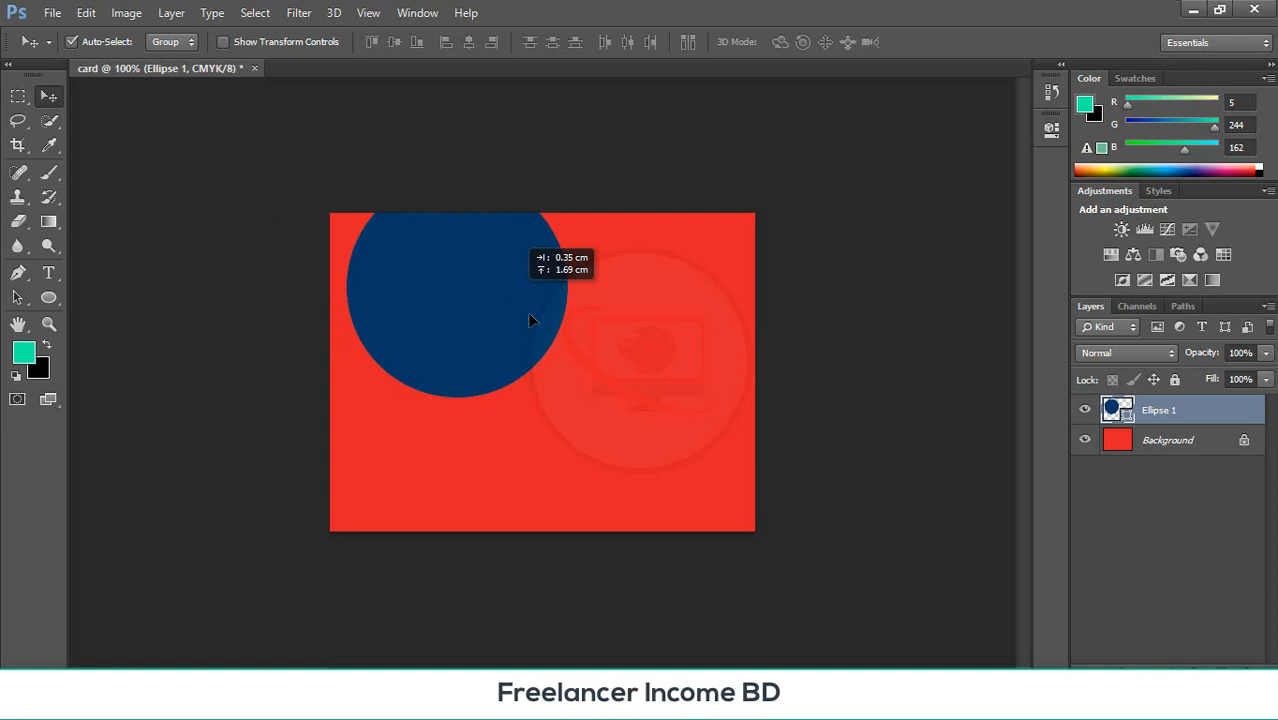 Ps File Edit Image Layer Type Select Filter 3D View Window Help
Auto-Select: Group Show Transform Controls 3D Mode: Essentials
card @ 100% (Ellipse 1, CMYK/8) * ×
Color Swatches
R 5
G 244
B 162
Adjustments Styles
Add an adjustment
Layers Channels Paths
Kind
Normal Opacity: 100%
Lock: Fill: 100%
Ellipse 1
Background
0.35 cm
1.69 cm
Freelancer Income BD